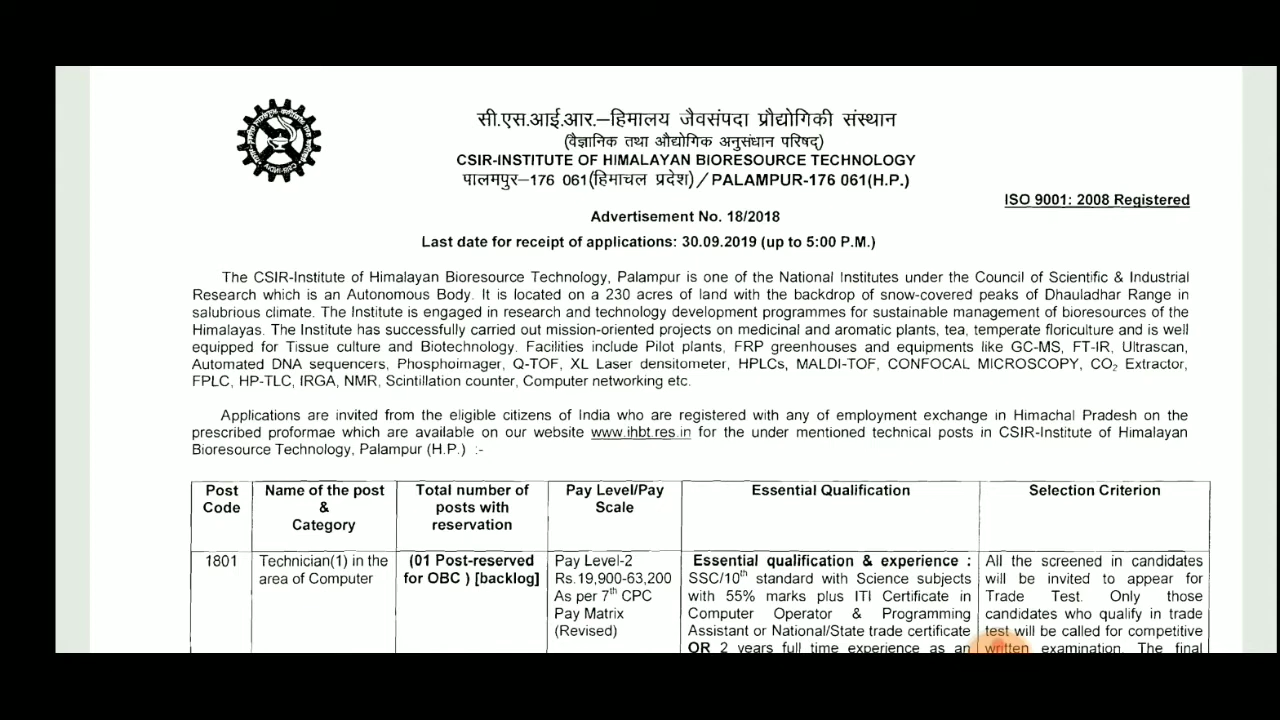 सी.एस.आई.आर.–हिमालय जैवसंपदा प्रौद्योगिकी संस्थान
(वैज्ञानिक तथा औद्योगिक अनुसंधान परिषद्)
CSIR-INSTITUTE OF HIMALAYAN BIORESOURCE TECHNOLOGY
पालमपुर–176 061(हिमाचल प्रदेश)/PALAMPUR-176 061(H.P.)
ISO 9001: 2008 Registered
Advertisement No. 18/2018
Last date for receipt of applications: 30.09.2019 (up to 5:00 P.M.)
The CSIR-Institute of Himalayan Bioresource Technology, Palampur is one of the National Institutes under the Council of Scientific & Industrial
Research which is an Autonomous Body. It is located on a 230 acres of land with the backdrop of snow-covered peaks of Dhauladhar Range in
salubrious climate. The Institute is engaged in research and technology development programmes for sustainable management of bioresources of the
Himalayas. The Institute has successfully carried out mission-oriented projects on medicinal and aromatic plants, tea, temperate floriculture and is well
equipped for Tissue culture and Biotechnology. Facilities include Pilot plants, FRP greenhouses and equipments like GC-MS, FT-IR, Ultrascan,
Automated DNA sequencers, Phosphoimager, Q-TOF, XL Laser densitometer, HPLCs, MALDI-TOF, CONFOCAL MICROSCOPY, CO₂ Extractor,
FPLC, HP-TLC, IRGA, NMR, Scintillation counter, Computer networking etc.
Applications are invited from the eligible citizens of India who are registered with any of employment exchange in Himachal Pradesh on the
prescribed proformae which are available on our website www.ihbt.res.in for the under mentioned technical posts in CSIR-Institute of Himalayan
Bioresource Technology, Palampur (H.P.) :-
Post
Code
Name of the post
&
Category
Total number of
posts with
reservation
Pay Level/Pay
Scale
Essential Qualification
Selection Criterion
1801
Technician(1) in the
area of Computer
(01 Post-reserved
for OBC ) [backlog]
Pay Level-2
Rs.19,900-63,200
As per 7th CPC
Pay Matrix
(Revised)
Essential qualification & experience :
SSC/10th standard with Science subjects
with 55% marks plus ITI Certificate in
Computer Operator & Programming
Assistant or National/State trade certificate
OR 2 years full time experience as an
All the screened in candidates
will be invited to appear for
Trade Test. Only those
candidates who qualify in trade
test will be called for competitive
written examination. The final